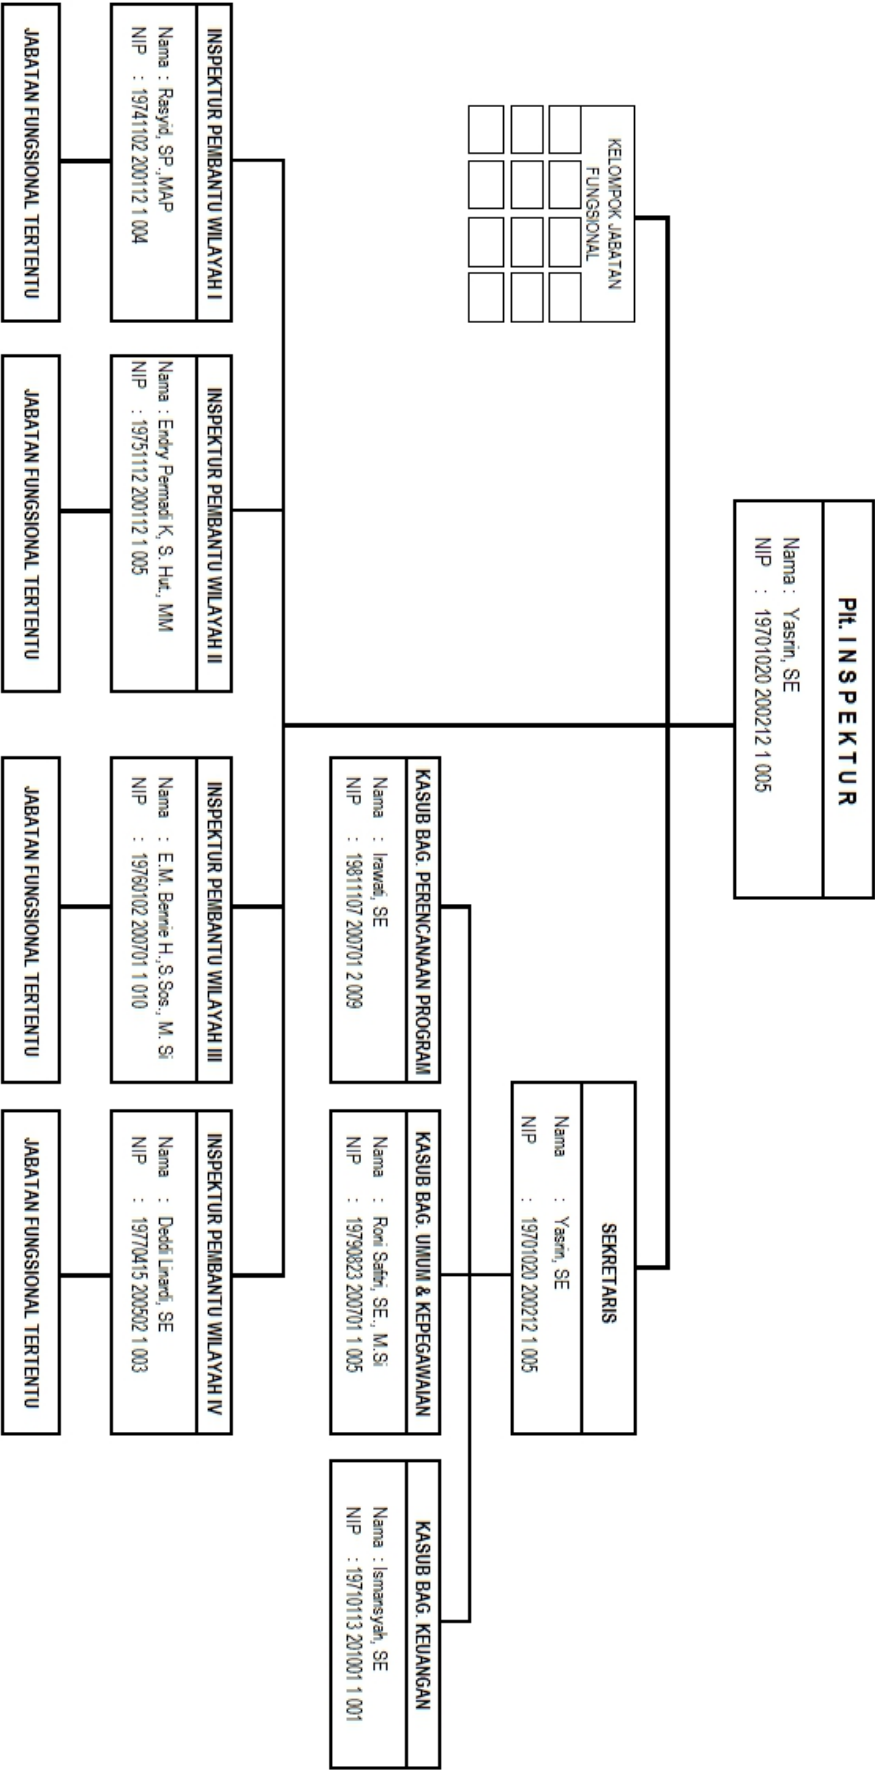 Plt. I N S P E K T U R
Nama : Yasrin, SE
NIP : 19701020 200212 1 005
KELOMPOK JABATAN
FUNGSIONAL
SEKRETARIS
Nama : Yasrin, SE
NIP : 19701020 200212 1 005
KASUB BAG. PERENCANAAN PROGRAM
Nama : Irawati, SE
NIP : 19811107 200701 2 009
KASUB BAG. UMUM & KEPEGAWAIAN
Nama : Roni Safitri, SE., M.Si
NIP : 19790823 200701 1 005
KASUB BAG. KEUANGAN
Nama : Ismansyah, SE
NIP : 19710113 201001 1 001
INSPEKTUR PEMBANTU WILAYAH I
Nama : Rasyid, SP.,MAP
NIP : 19741102 200112 1 004
INSPEKTUR PEMBANTU WILAYAH II
Nama : Endry Permadi K, S. Hut., MM
NIP : 19751112 200112 1 005
INSPEKTUR PEMBANTU WILAYAH III
Nama : E.M. Bennie H.,S.Sos., M. Si
NIP : 19760102 200701 1 010
INSPEKTUR PEMBANTU WILAYAH IV
Nama : Deddi Linardi, SE
NIP : 19770415 200502 1 003
JABATAN FUNGSIONAL TERTENTU
JABATAN FUNGSIONAL TERTENTU
JABATAN FUNGSIONAL TERTENTU
JABATAN FUNGSIONAL TERTENTU